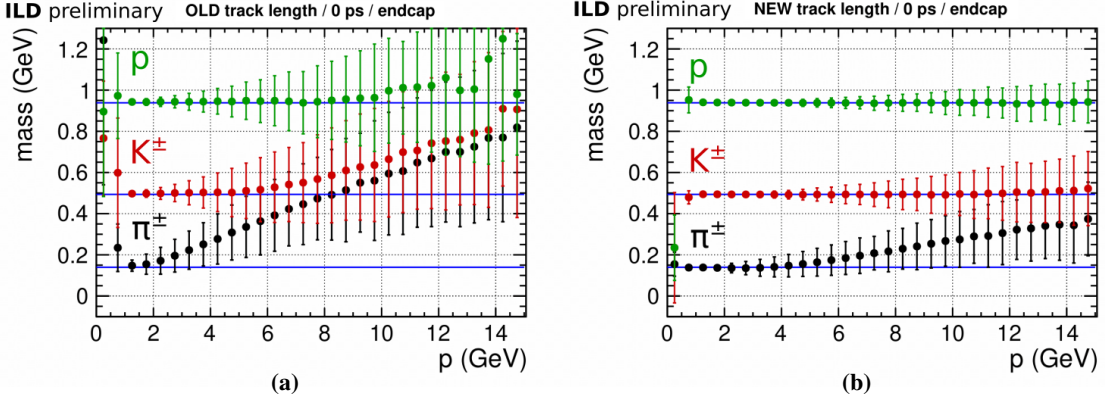 ILD preliminary OLD track length / 0 ps / endcap
mass (GeV)
1.2
1
0.8
0.6
0.4
0.2
0
p
K±
π±
0 2 4 6 8 10 12 14
p (GeV)
(a)
ILD preliminary NEW track length / 0 ps / endcap
mass (GeV)
1.2
1
0.8
0.6
0.4
0.2
0
p
K±
π±
0 2 4 6 8 10 12 14
p (GeV)
(b)